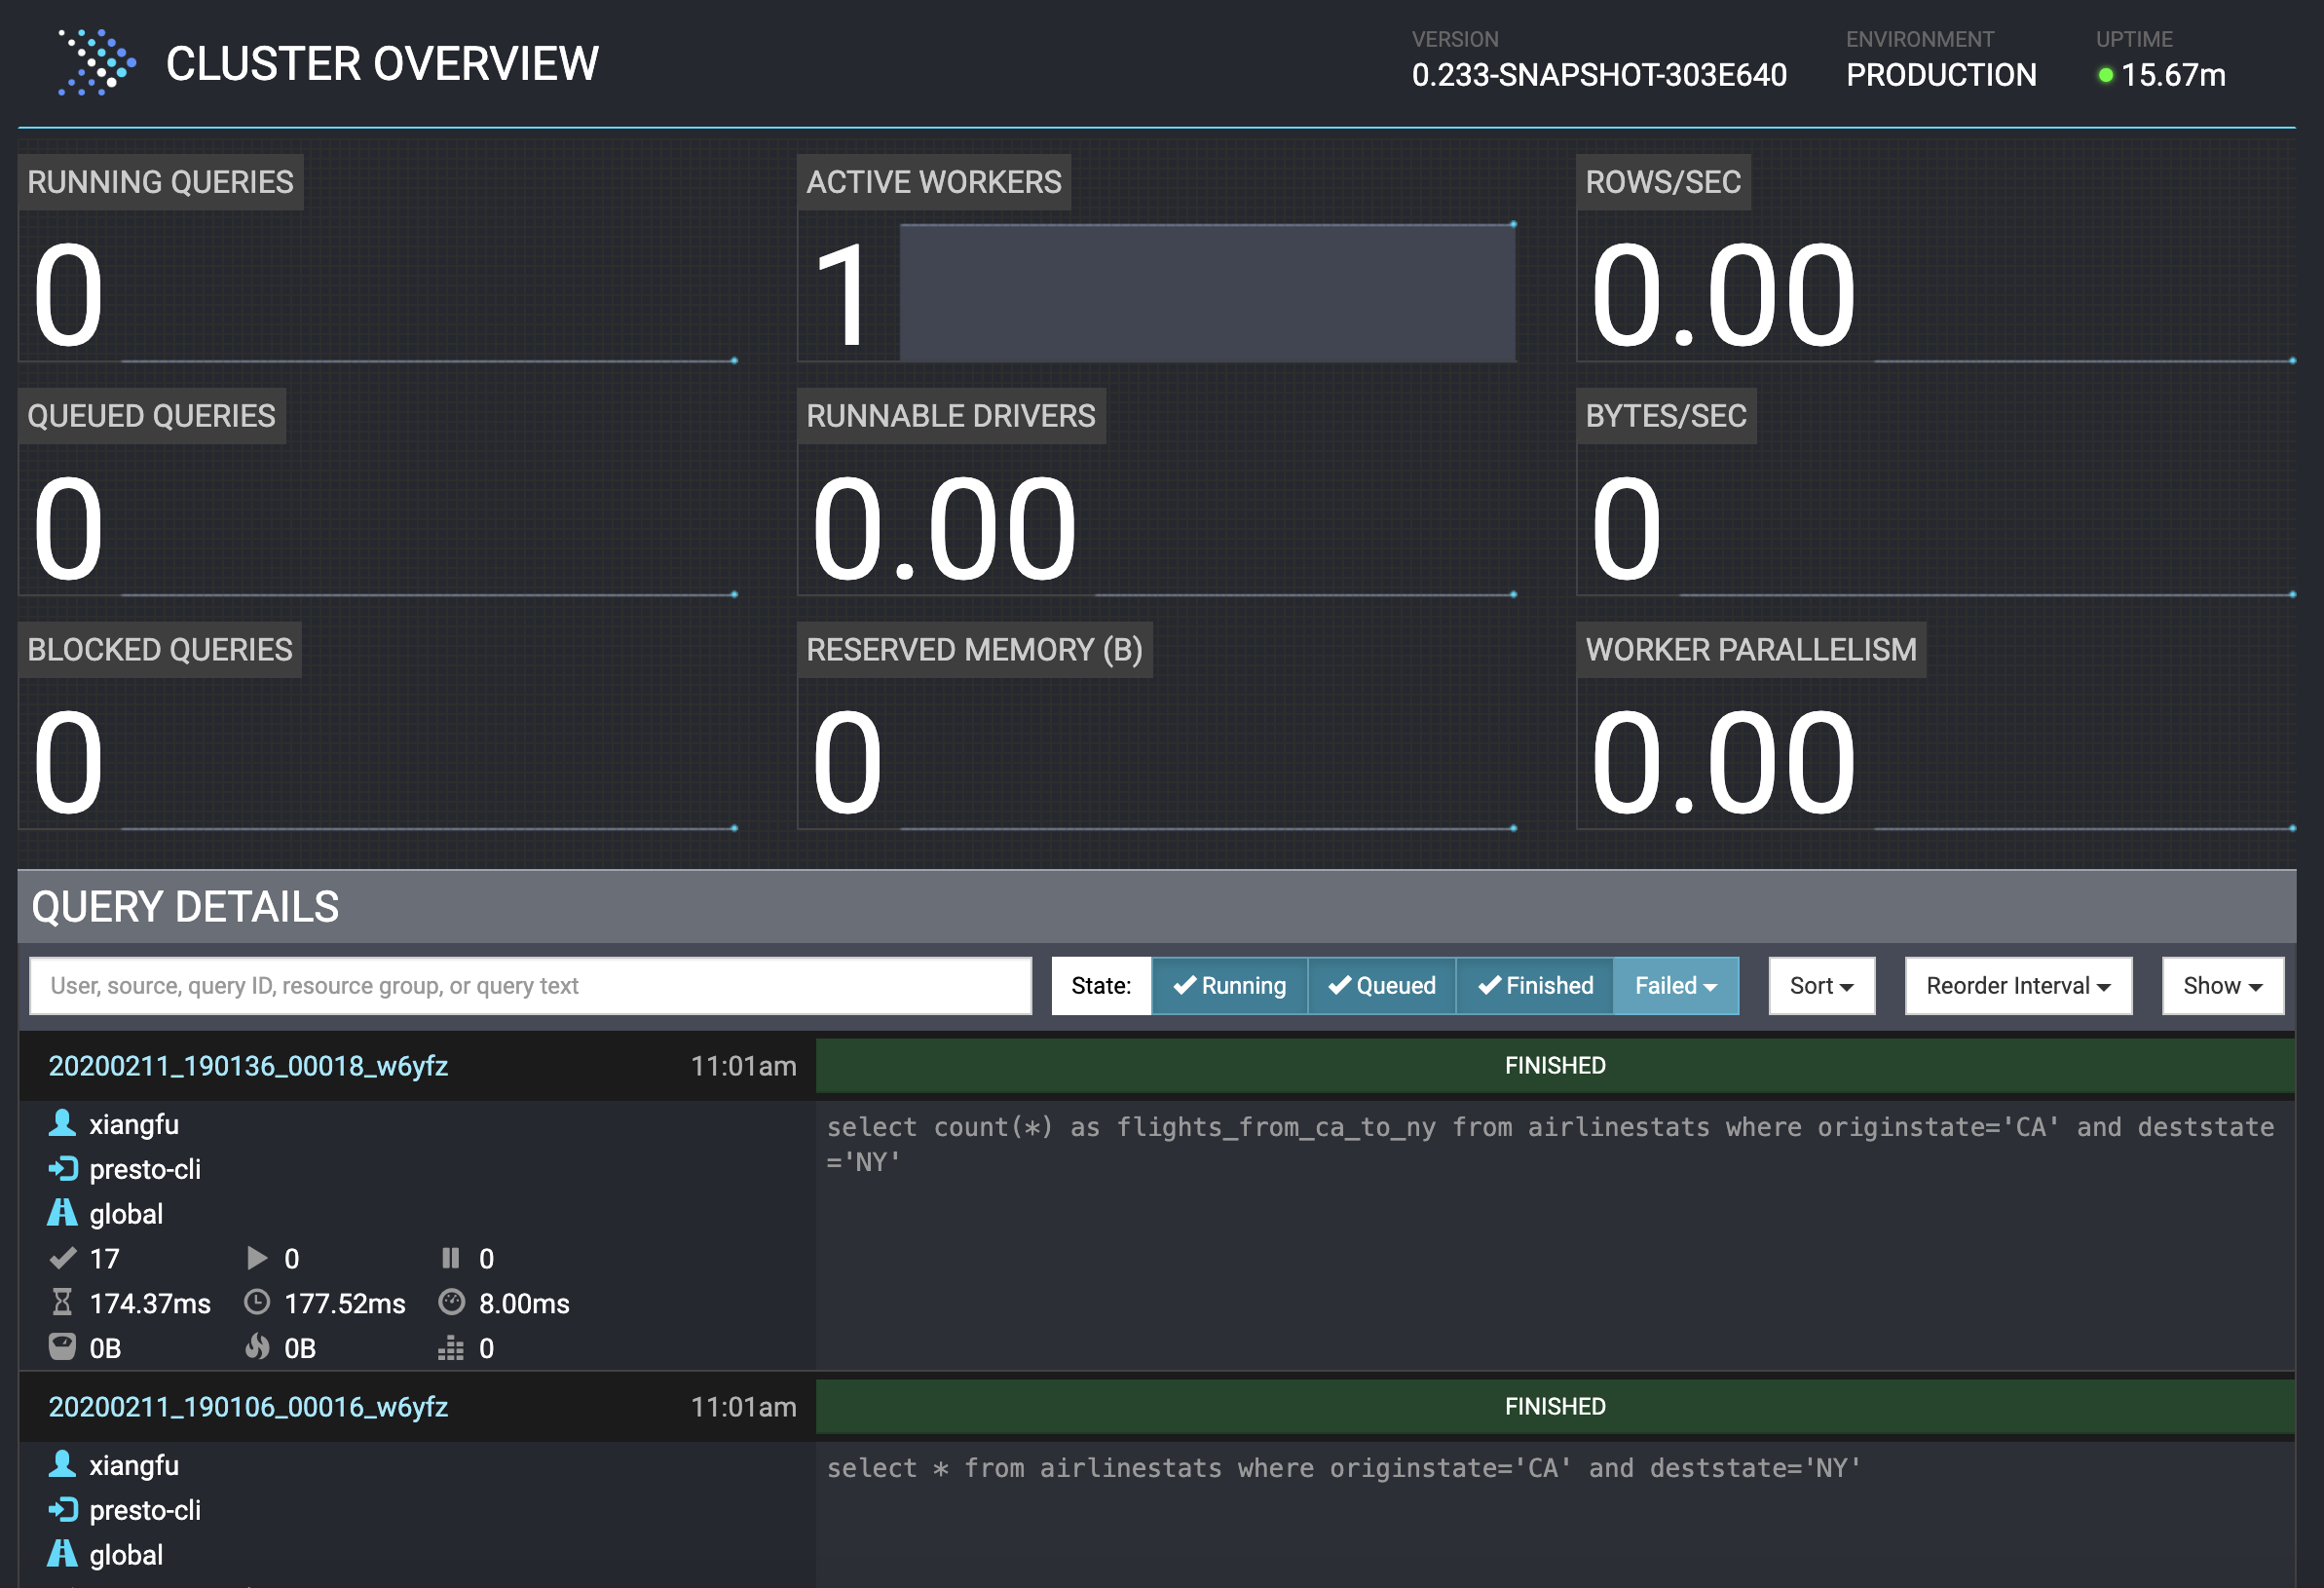 CLUSTER OVERVIEW
VERSION
0.233-SNAPSHOT-303E640
ENVIRONMENT
PRODUCTION
UPTIME
15.67m
RUNNING QUERIES
0
ACTIVE WORKERS
1
ROWS/SEC
0.00
QUEUED QUERIES
0
RUNNABLE DRIVERS
0.00
BYTES/SEC
0
BLOCKED QUERIES
0
RESERVED MEMORY (B)
0
WORKER PARALLELISM
0.00
QUERY DETAILS
User, source, query ID, resource group, or query text
State: Running Queued Finished Failed Sort Reorder Interval Show
20200211_190136_00018_w6yfz 11:01am FINISHED
xiangfu
presto-cli
global
17 0 0
174.37ms 177.52ms 8.00ms
0B 0B 0
select count(*) as flights_from_ca_to_ny from airlinestats where originstate='CA' and deststate
='NY'
20200211_190106_00016_w6yfz 11:01am FINISHED
xiangfu
presto-cli
global
select * from airlinestats where originstate='CA' and deststate='NY'